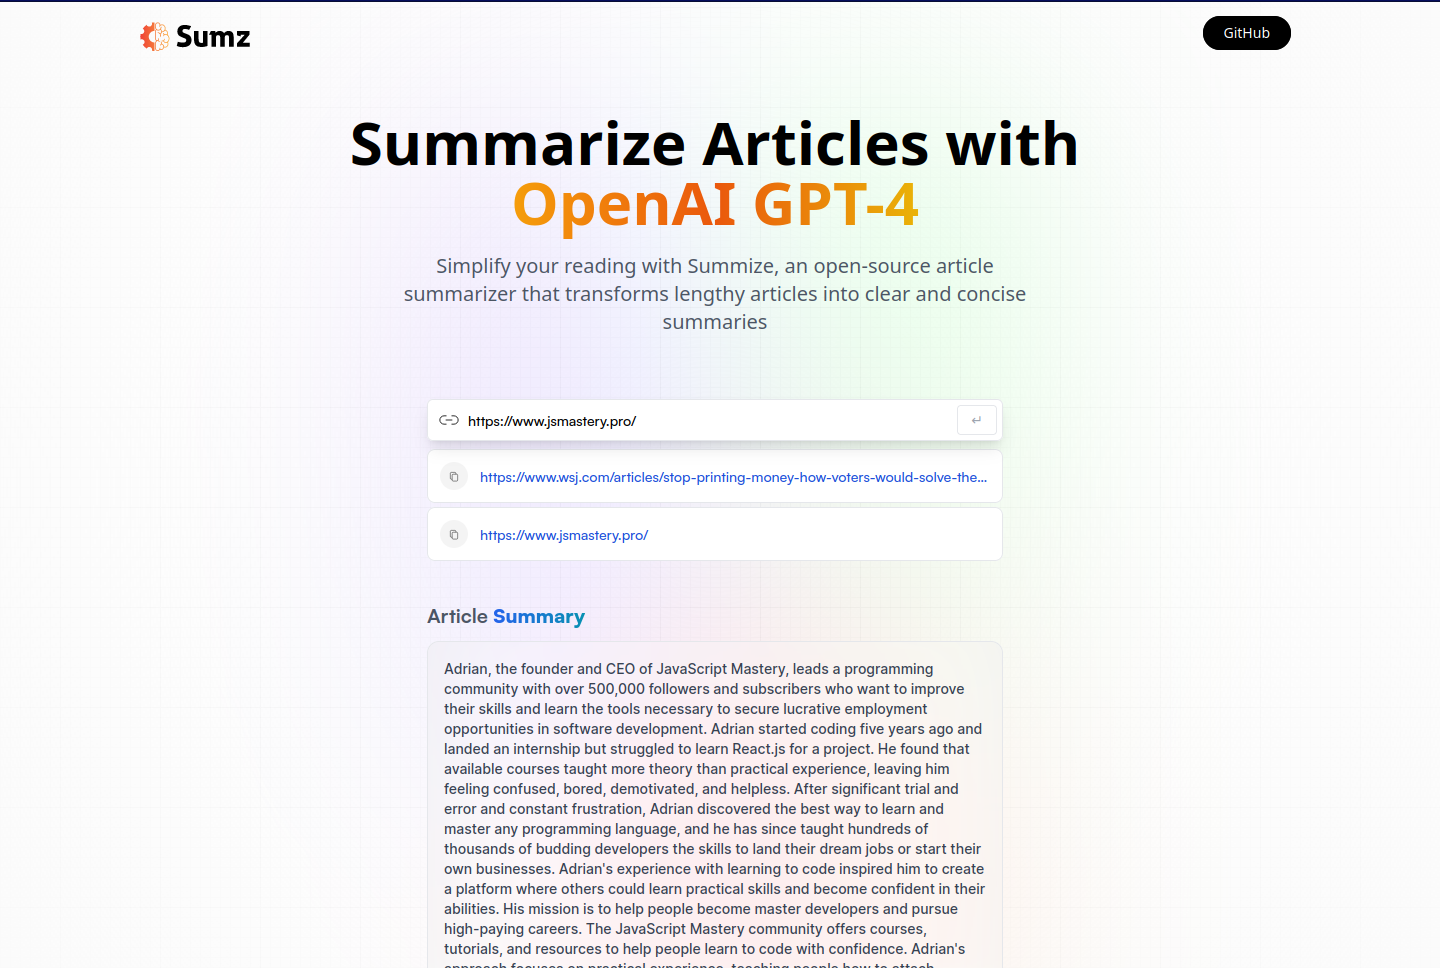 Sumz
GitHub
Summarize Articles with
OpenAI GPT-4
Simplify your reading with Summize, an open-source article
summarizer that transforms lengthy articles into clear and concise
summaries
https://www.jsmastery.pro/
↵
https://www.wsj.com/articles/stop-printing-money-how-voters-would-solve-the...
https://www.jsmastery.pro/
Article Summary
Adrian, the founder and CEO of JavaScript Mastery, leads a programming
community with over 500,000 followers and subscribers who want to improve
their skills and learn the tools necessary to secure lucrative employment
opportunities in software development. Adrian started coding five years ago and
landed an internship but struggled to learn React.js for a project. He found that
available courses taught more theory than practical experience, leaving him
feeling confused, bored, demotivated, and helpless. After significant trial and
error and constant frustration, Adrian discovered the best way to learn and
master any programming language, and he has since taught hundreds of
thousands of budding developers the skills to land their dream jobs or start their
own businesses. Adrian's experience with learning to code inspired him to create
a platform where others could learn practical skills and become confident in their
abilities. His mission is to help people become master developers and pursue
high-paying careers. The JavaScript Mastery community offers courses,
tutorials, and resources to help people learn to code with confidence. Adrian's
approach focuses on practical experience, teaching people how to attach